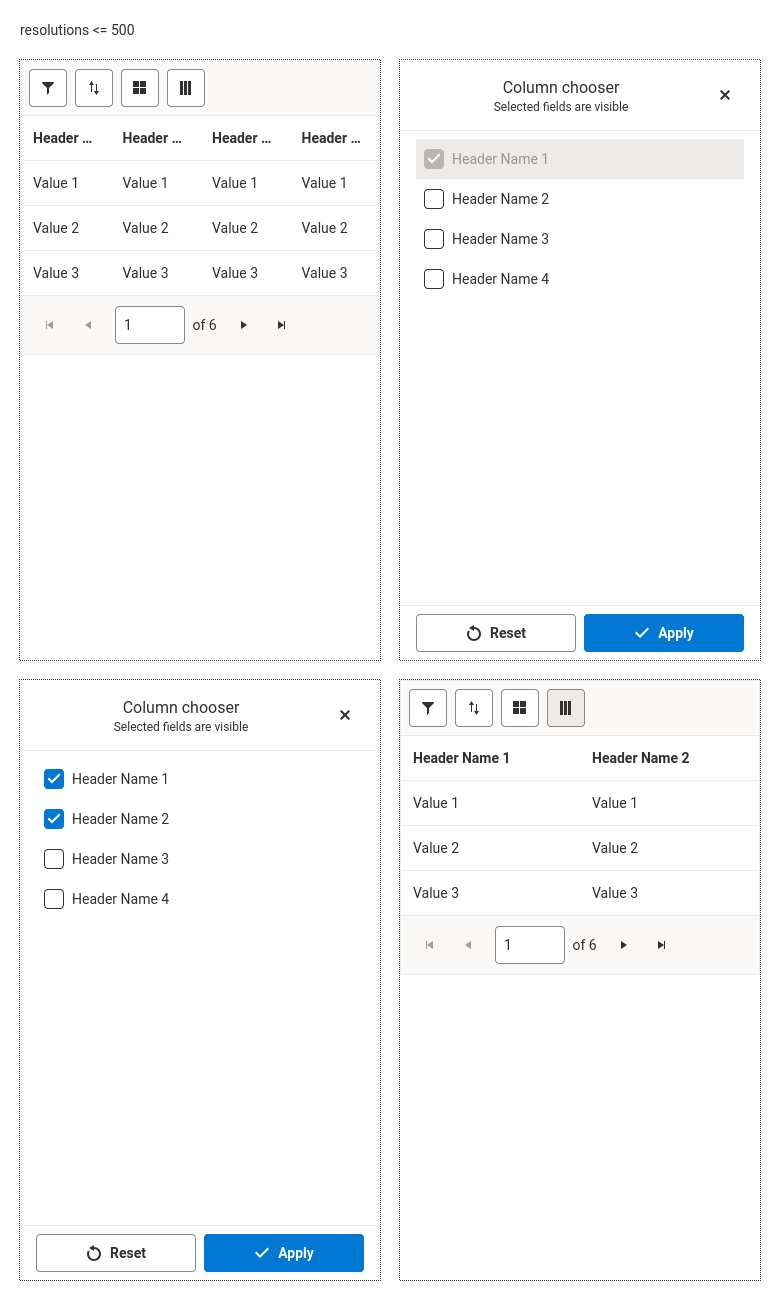 resolutions <= 500
Header ... Header ... Header ... Header ...
Value 1 Value 1 Value 1 Value 1
Value 2 Value 2 Value 2 Value 2
Value 3 Value 3 Value 3 Value 3
1 of 6
Column chooser
Selected fields are visible
Header Name 1
Header Name 2
Header Name 3
Header Name 4
Reset Apply
Column chooser
Selected fields are visible
Header Name 1
Header Name 2
Header Name 3
Header Name 4
Reset Apply
Header Name 1 Header Name 2
Value 1 Value 1
Value 2 Value 2
Value 3 Value 3
1 of 6